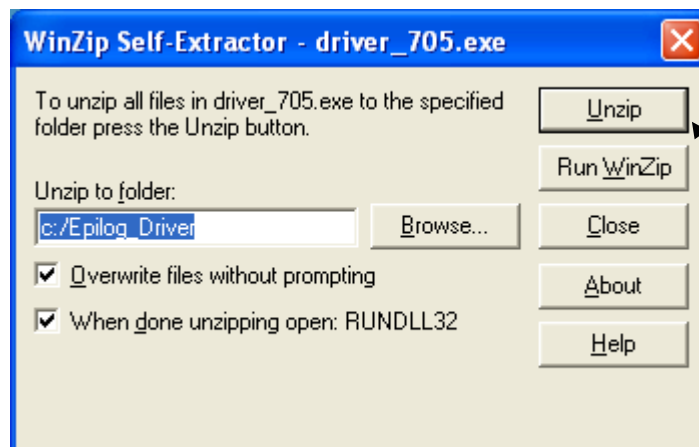 WinZip Self-Extractor - driver_705.exe
To unzip all files in driver_705.exe to the specified
folder press the Unzip button.
Unzip to folder:
c:/Epilog_Driver
Browse...
Overwrite files without prompting
When done unzipping open: RUNDLL32
Unzip
Run WinZip
Close
About
Help